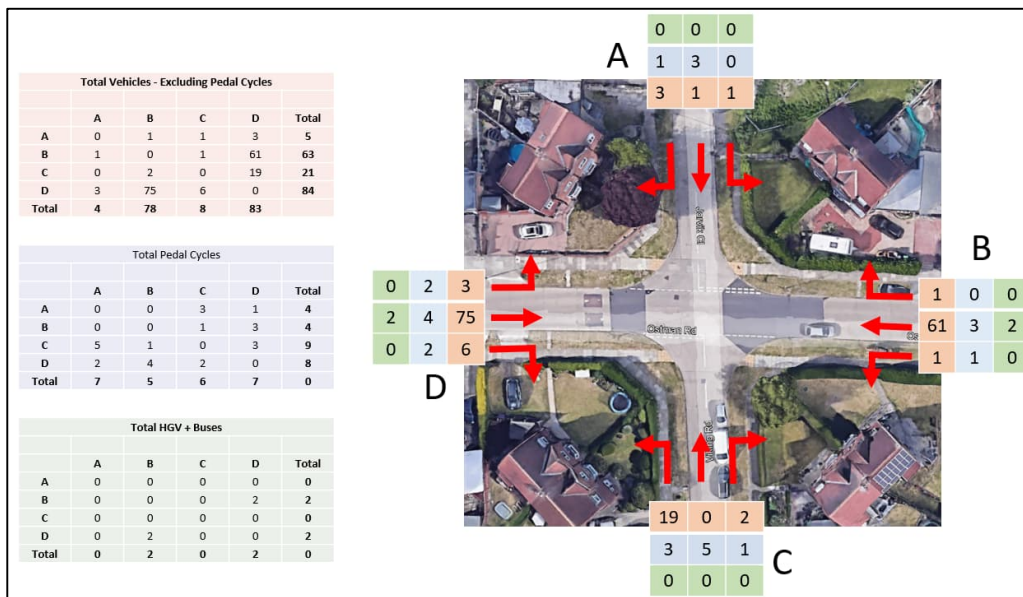 Total Vehicles - Excluding Pedal Cycles
A B C D Total
A 0 1 1 3 5
B 1 0 1 61 63
C 0 2 0 19 21
D 3 75 6 0 84
Total 4 78 8 83
Total Pedal Cycles
A B C D Total
A 0 0 3 1 4
B 0 0 1 3 4
C 5 1 0 3 9
D 2 4 2 0 8
Total 7 5 6 7 0
Total HGV + Buses
A B C D Total
A 0 0 0 0 0
B 0 0 0 2 2
C 0 0 0 0 0
D 0 2 0 0 2
Total 0 2 0 2 0
A
0 0 0
1 3 0
3 1 1
B
0 2 3
2 4 75
0 2 6
1 0 0
61 3 2
1 1 0
D
Ostman Rd
19 0 2
3 5 1
0 0 0
C